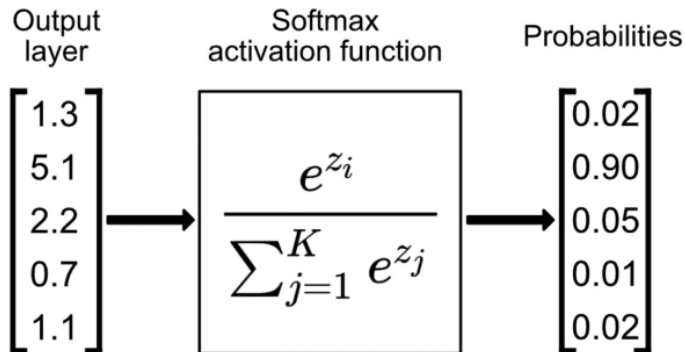 Output
layer
Softmax
activation function
Probabilities
1.3
5.1
2.2
0.7
1.1
e^{z_i}
∑_{j=1}^{K} e^{z_j}
0.02
0.90
0.05
0.01
0.02